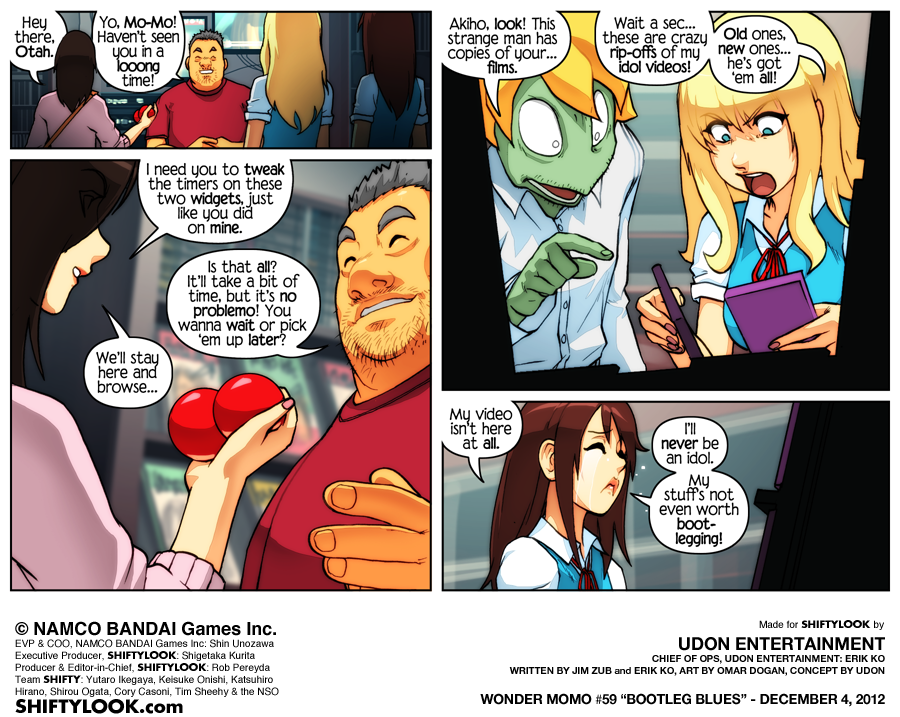 Hey
there,
Otah.
Yo, Mo-Mo!
Haven't seen
you in a
looong
time!
I need you to tweak
the timers on these
two widgets, just
like you did
on mine.
Is that all?
It'll take a bit of
time, but it's no
problemo! You
wanna wait or pick
'em up later?
We'll stay
here and
browse...
Akiho, look! This
strange man has
copies of your...
films.
Wait a sec...
these are crazy
rip-offs of my
idol videos!
Old ones,
new ones...
he's got
'em all!
My video
isn't here
at all.
I'll
never be
an idol.
My
stuff's not
even worth
boot-
legging!
© NAMCO BANDAI Games Inc.
EVP & COO, NAMCO BANDAI Games Inc: Shin Unozawa
Executive Producer, SHIFTYLOOK: Shigetaka Kurita
Producer & Editor-in-Chief, SHIFTYLOOK: Rob Pereyda
Team SHIFTY: Yutaro Ikegaya, Keisuke Onishi, Katsuhiro
Hirano, Shirou Ogata, Cory Casoni, Tim Sheehy & the NSO
SHIFTYLOOK.com
Made for SHIFTYLOOK by
UDON ENTERTAINMENT
CHIEF OF OPS, UDON ENTERTAINMENT: ERIK KO
WRITTEN BY JIM ZUB and ERIK KO, ART BY OMAR DOGAN, CONCEPT BY UDON
WONDER MOMO #59 "BOOTLEG BLUES" - DECEMBER 4, 2012